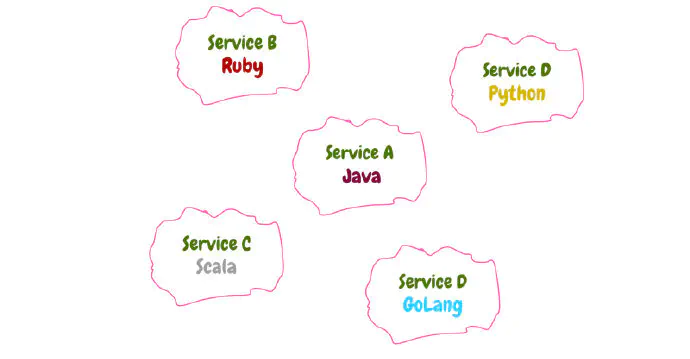 Service B
Ruby
Service D
Python
Service A
Java
Service C
Scala
Service D
GoLang